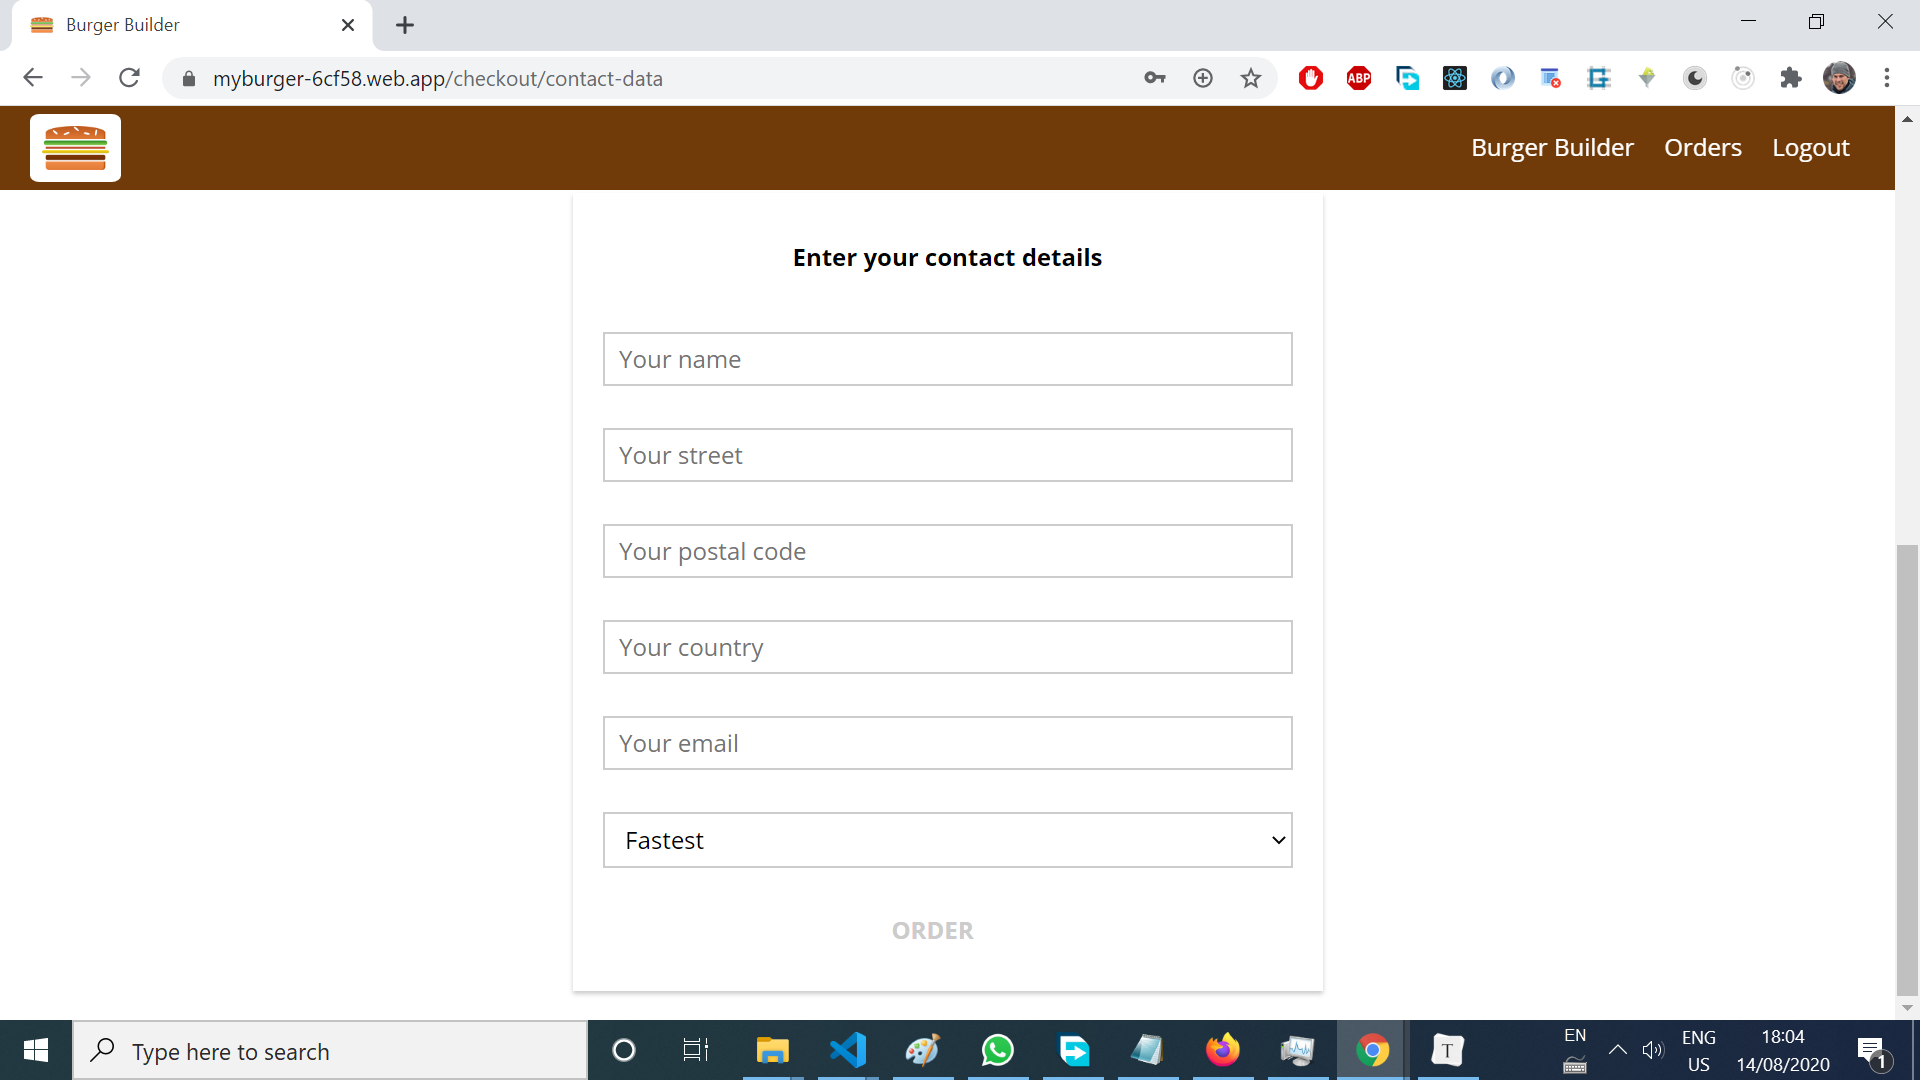 Burger Builder
myburger-6cf58.web.app/checkout/contact-data
ABP
Burger Builder Orders Logout
Enter your contact details
Your name
Your street
Your postal code
Your country
Your email
Fastest
ORDER
Type here to search
T
EN
ENG
US
18:04
14/08/2020
1